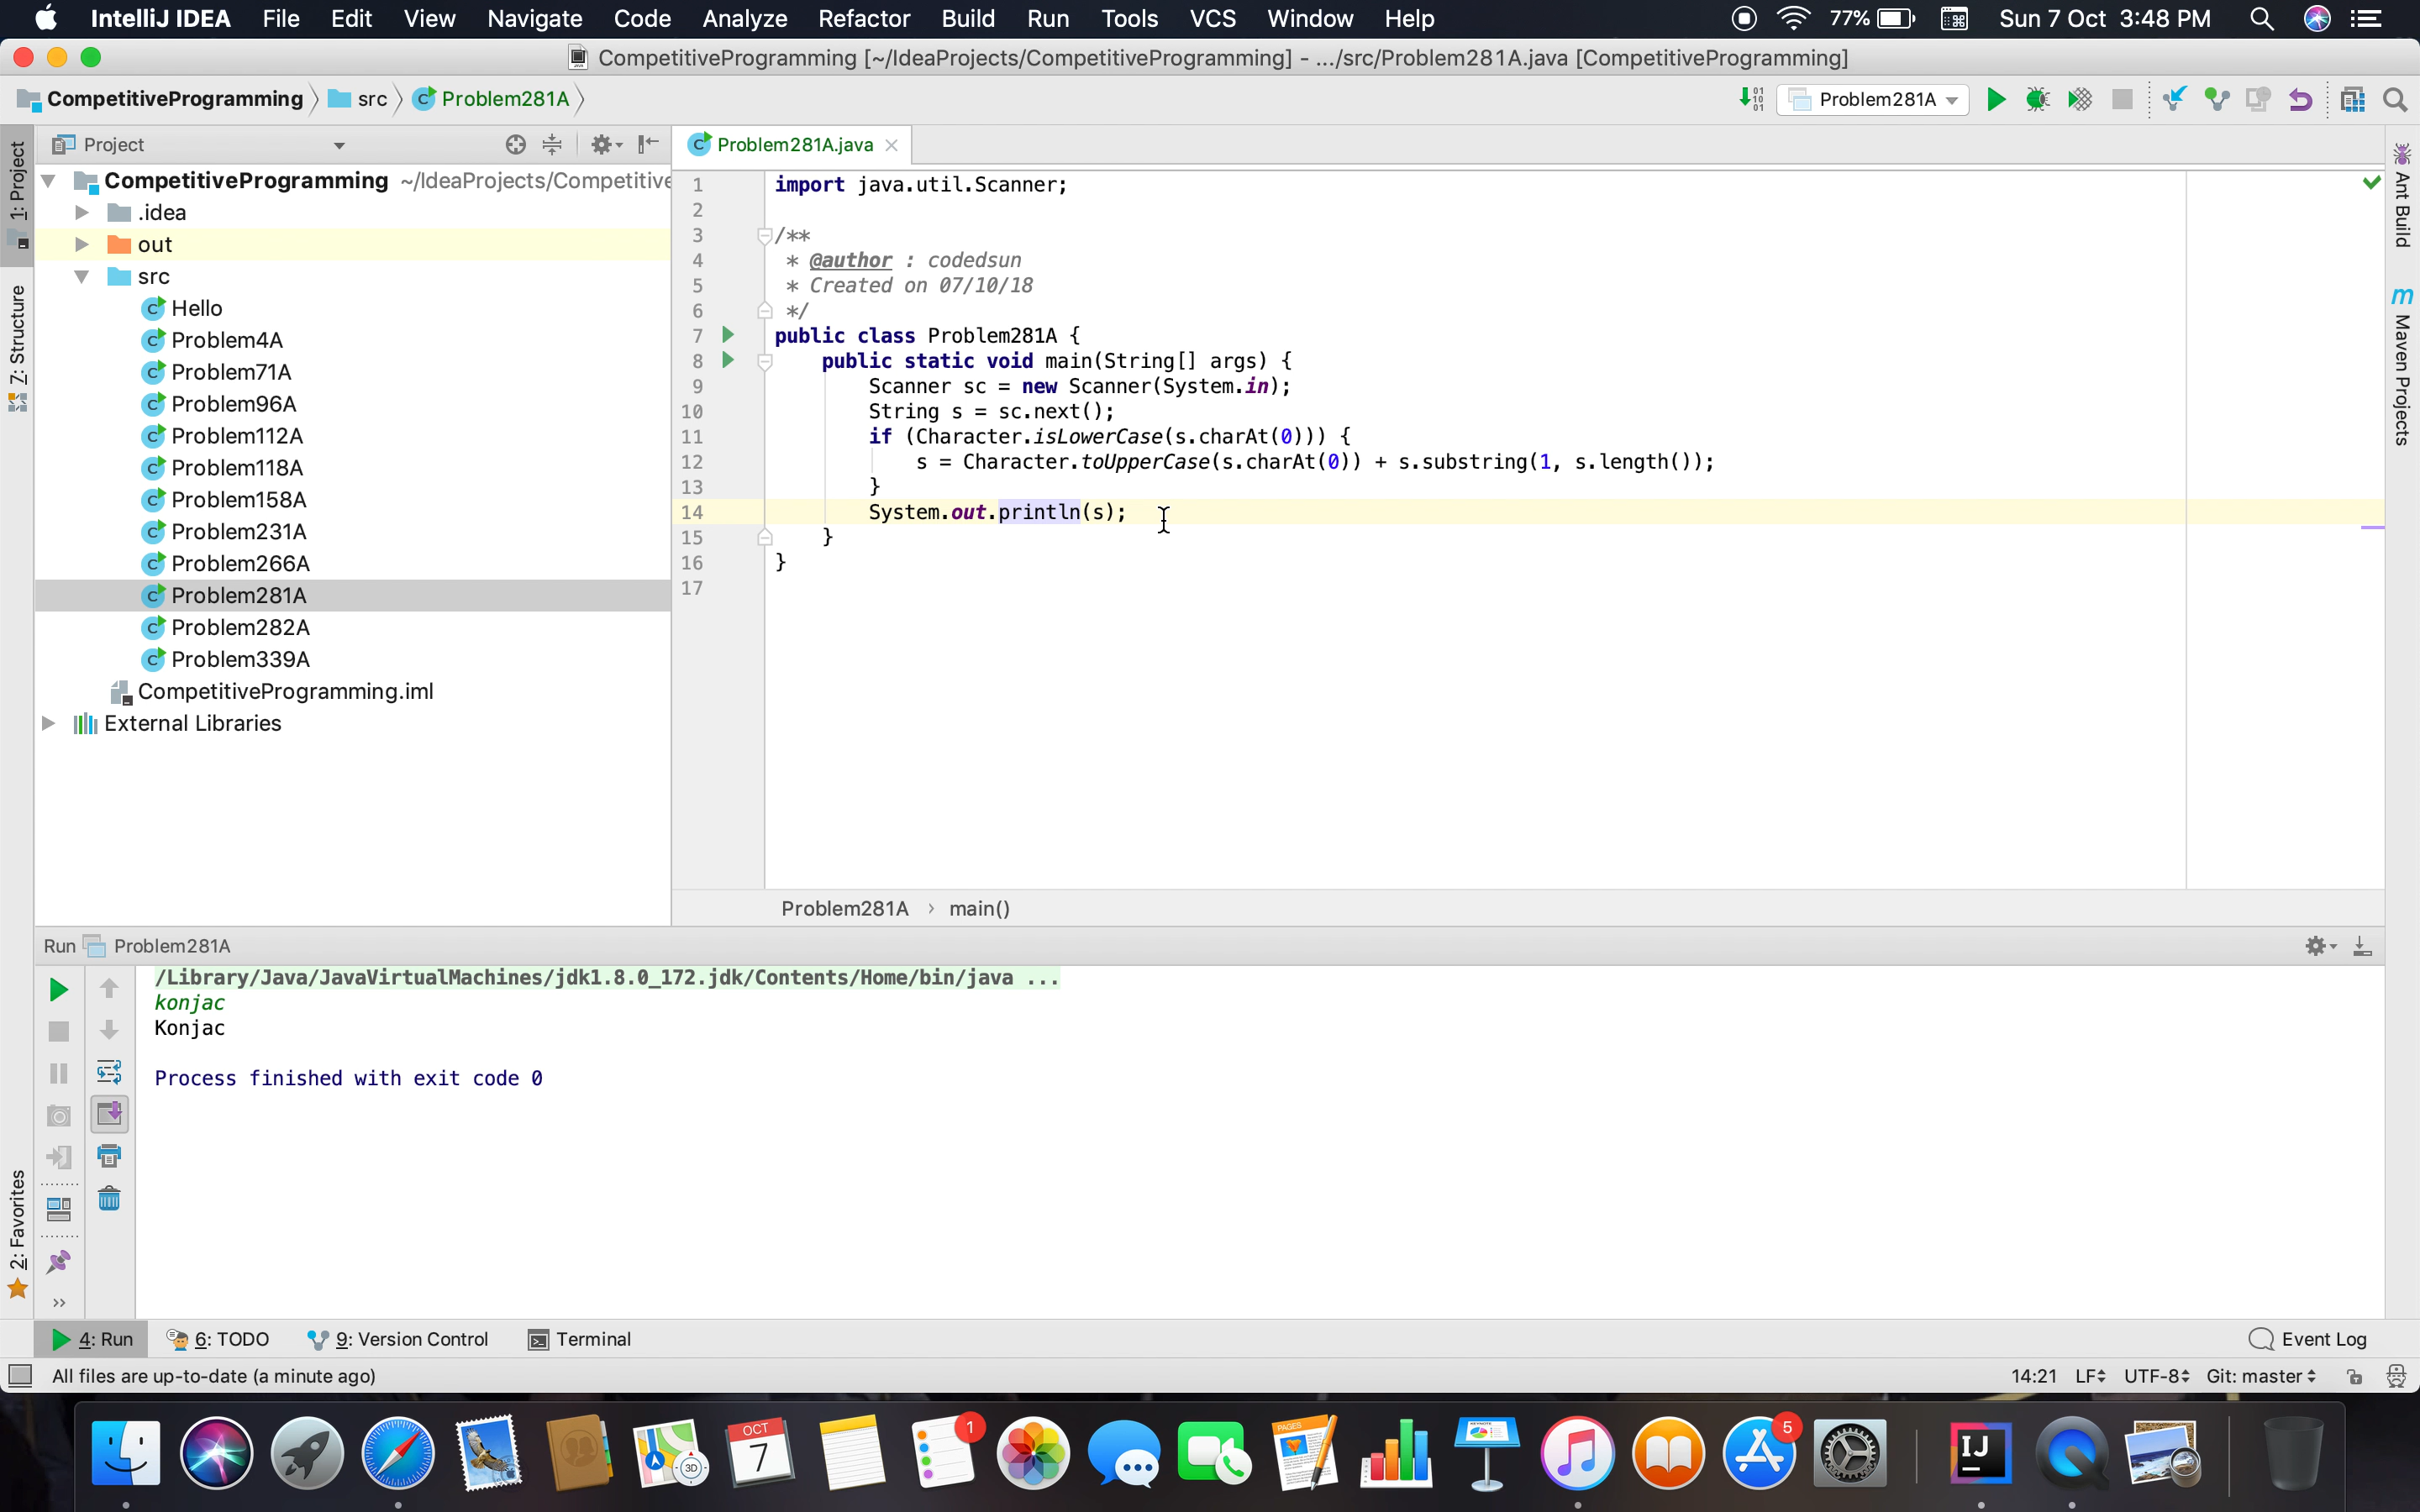 IntelliJ IDEA File Edit View Navigate Code Analyze Refactor Build Run Tools VCS Window Help 77% Sun 7 Oct 3:48 PM
CompetitiveProgramming [~/IdeaProjects/CompetitiveProgramming] - .../src/Problem281A.java [CompetitiveProgramming]
CompetitiveProgramming src Problem281A Problem281A
1: Project
Z: Structure
2: Favorites
Project
CompetitiveProgramming ~/IdeaProjects/Competitive
.idea
out
src
Hello
Problem4A
Problem71A
Problem96A
Problem112A
Problem118A
Problem158A
Problem231A
Problem266A
Problem281A
Problem282A
Problem339A
CompetitiveProgramming.iml
External Libraries
Problem281A.java
1 import java.util.Scanner;
2
3 /**
4 * @author : codedsun
5 * Created on 07/10/18
6 */
7 public class Problem281A {
8 public static void main(String[] args) {
9 Scanner sc = new Scanner(System.in);
10 String s = sc.next();
11 if (Character.isLowerCase(s.charAt(0))) {
12 s = Character.toUpperCase(s.charAt(0)) + s.substring(1, s.length());
13 }
14 System.out.println(s);
15 }
16 }
17
Problem281A › main()
Ant Build
m Maven Projects
Run Problem281A
/Library/Java/JavaVirtualMachines/jdk1.8.0_172.jdk/Contents/Home/bin/java ...
konjac
Konjac
Process finished with exit code 0
4: Run 6: TODO 9: Version Control Terminal Event Log
All files are up-to-date (a minute ago) 14:21 LF UTF-8 Git: master
3D
OCT
7
1
PAGES
5
IJ